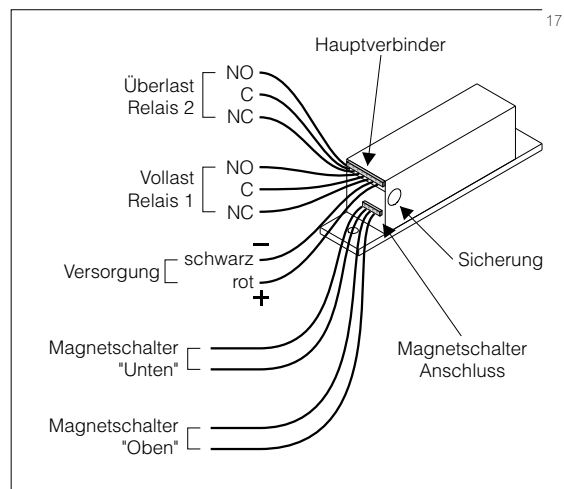 17
Hauptverbinder
Überlast
Relais 2
NO
C
NC
Vollast
Relais 1
NO
C
NC
Versorgung
schwarz
−
rot
+
Sicherung
Magnetschalter
Anschluss
Magnetschalter
"Unten"
Magnetschalter
"Oben"